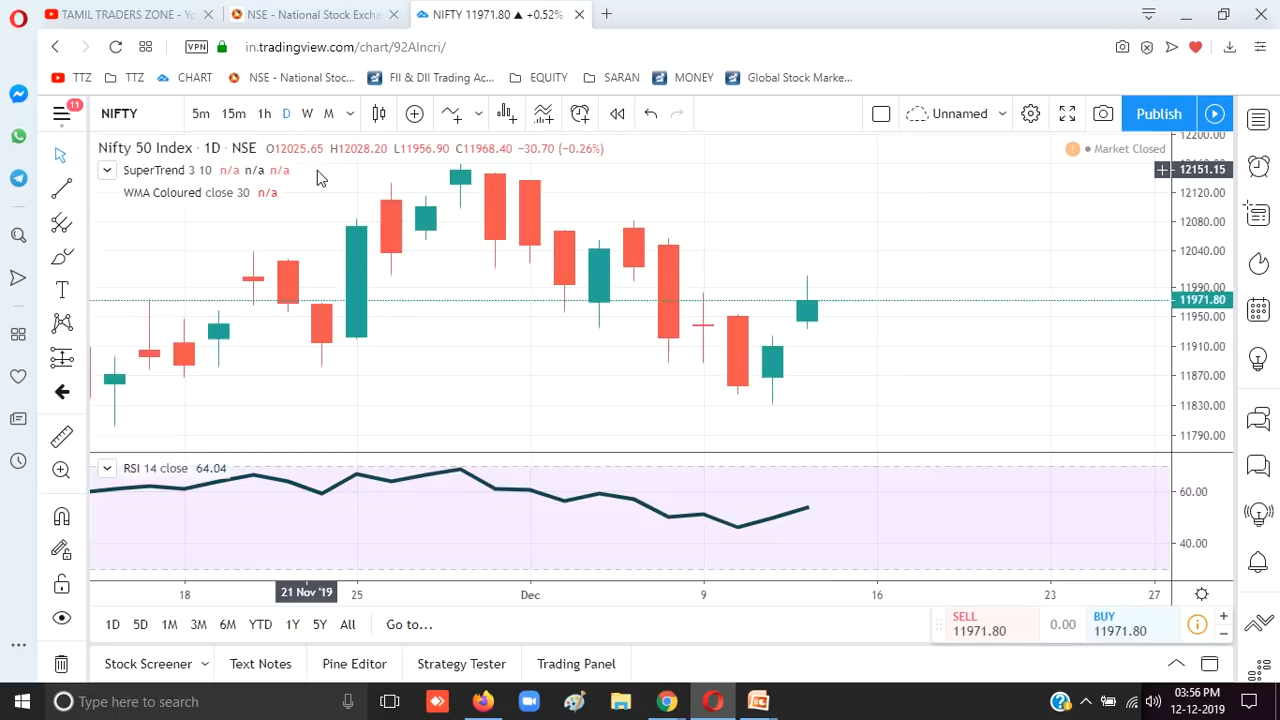 TAMIL TRADERS ZONE - Yo
NSE - National Stock Excha
NIFTY 11971.80 ▲ +0.52%
VPN
in.tradingview.com/chart/92AIncri/
TTZ
TTZ
CHART
NSE - National Stoc...
FII & DII Trading Ac...
EQUITY
SARAN
MONEY
Global Stock Marke...
11
NIFTY
5m
15m
1h
D
W
M
Unnamed
Publish
Nifty 50 Index · 1D · NSE O12025.65 H12028.20 L11956.90 C11968.40 −30.70 (−0.26%)
Market Closed
SuperTrend 3 10 n/a n/a n/a
WMA Coloured close 30 n/a
12200.00
12151.15
12120.00
12080.00
12040.00
11990.00
11971.80
11950.00
11910.00
11870.00
11830.00
11790.00
RSI 14 close 64.04
60.00
40.00
18
21 Nov '19
25
Dec
9
16
23
27
1D 5D 1M 3M 6M YTD 1Y 5Y All Go to...
SELL
11971.80
0.00
BUY
11971.80
Stock Screener
Text Notes
Pine Editor
Strategy Tester
Trading Panel
Type here to search
03:56 PM
12-12-2019